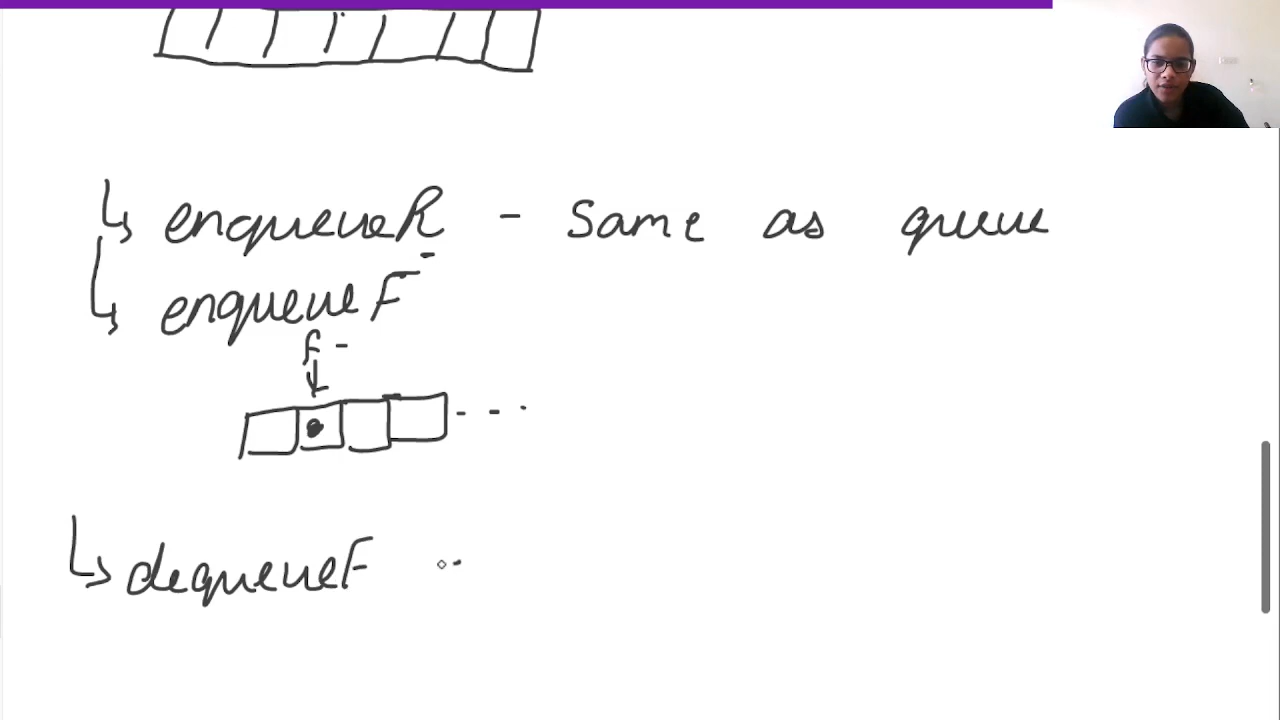 ↳ enqueueR - Same as queue
↳ enqueueF -
f -
- - -
↳ dequeueF -